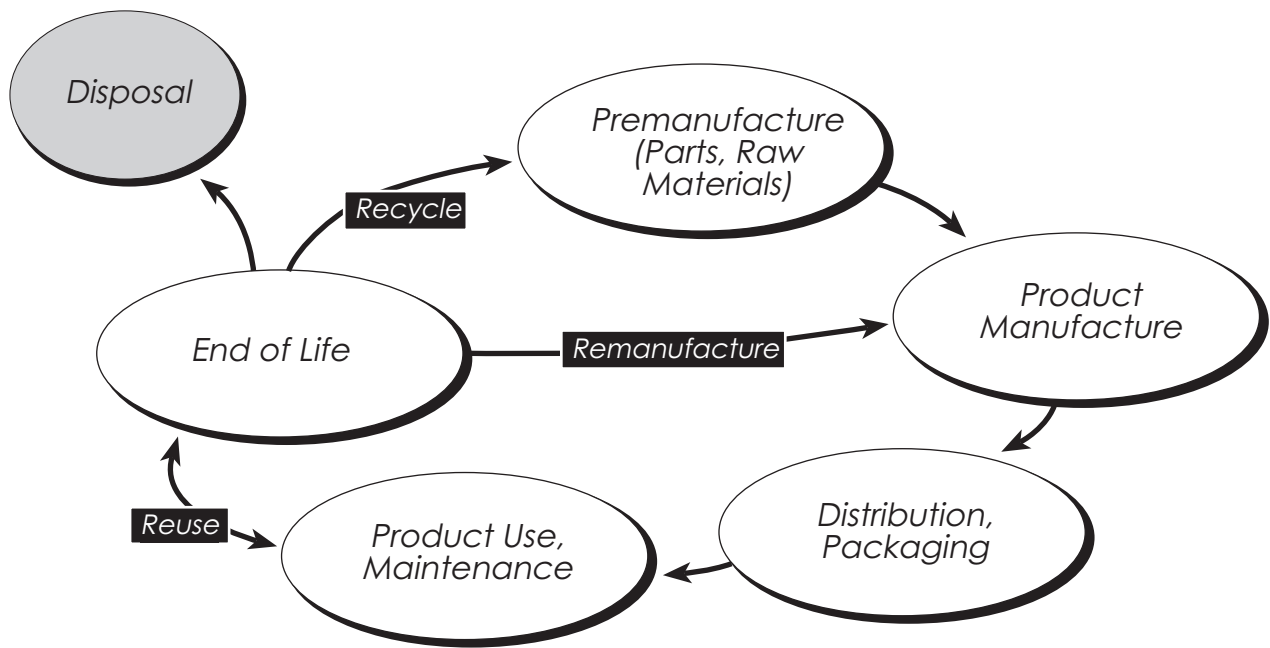 Disposal
Premanufacture
(Parts, Raw
Materials)
Recycle
Product
Manufacture
End of Life
Remanufacture
Distribution,
Packaging
Reuse
Product Use,
Maintenance